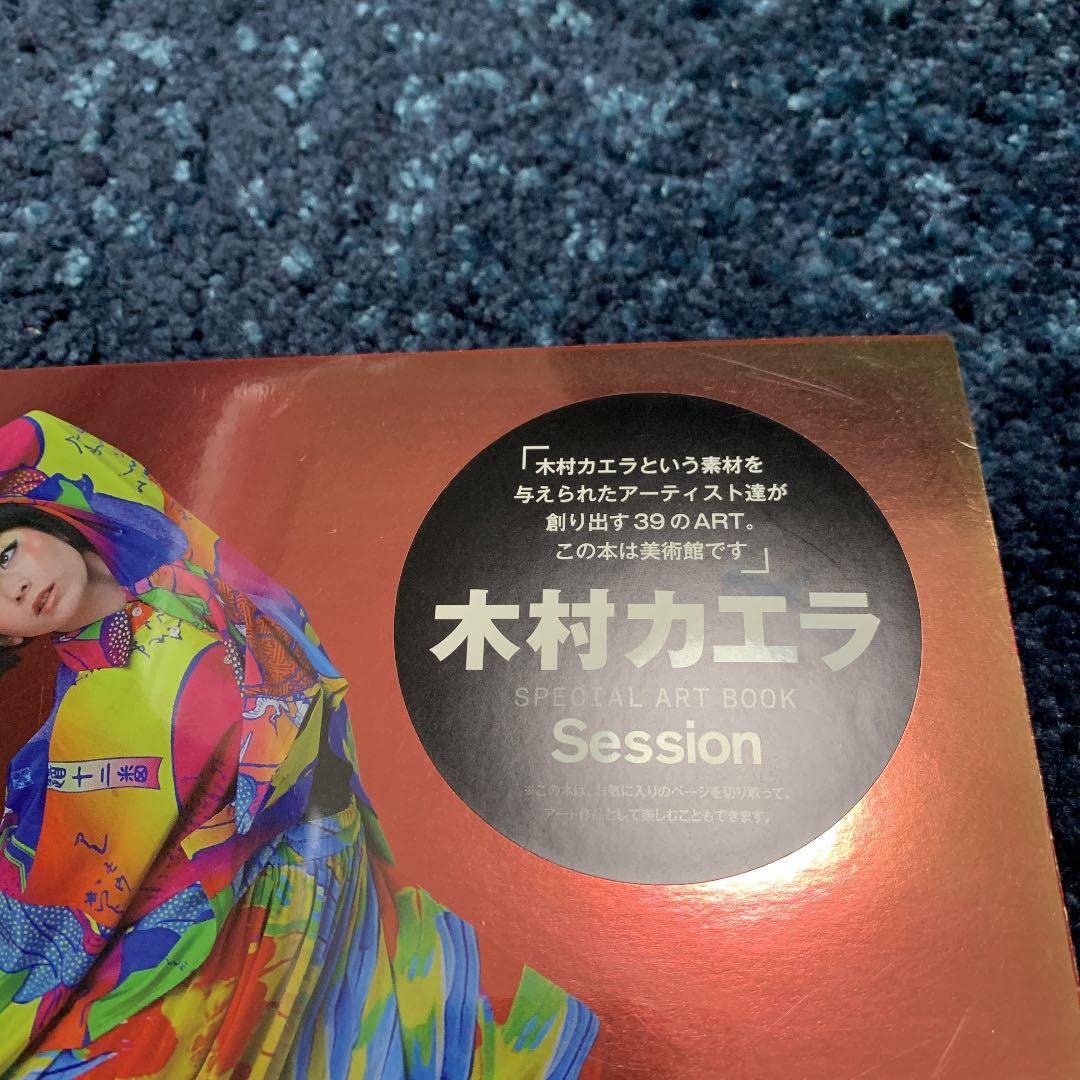 「木村カエラという素材を
与えられたアーティスト達が
創り出す39のART。
この本は美術館です」
木村カエラ
SPECIAL ART BOOK
Session
※この本は、お気に入りのページを切り取って、
アート作品として楽しむこともできます。